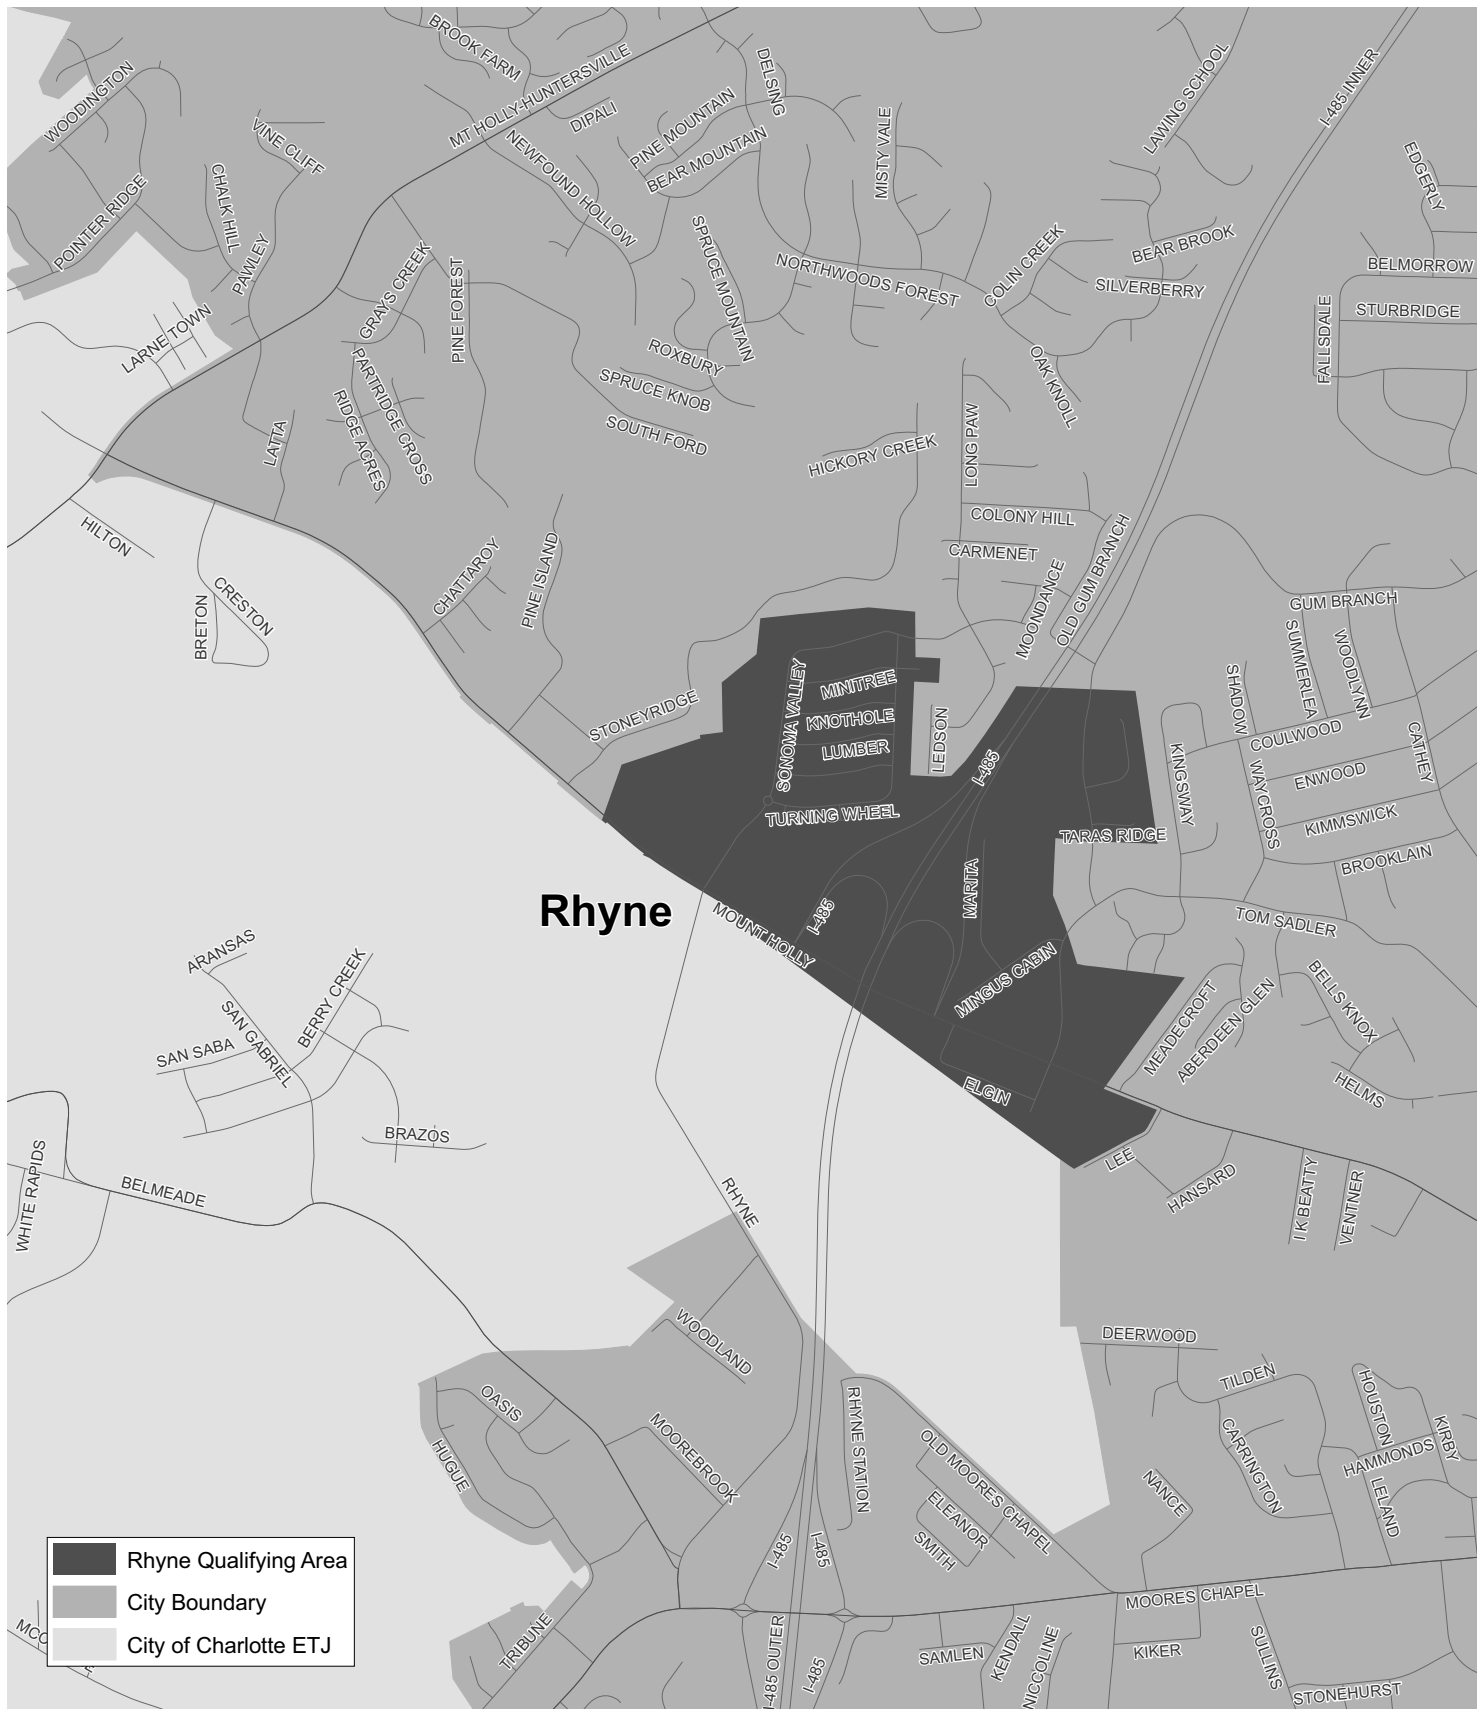 BROOK FARM
MT HOLLY-HUNTERSVILLE
DELSING
LAWING SCHOOL
I-485 INNER
WOODINGTON
VINE CLIFF
DIPALI
PINE MOUNTAIN
BEAR MOUNTAIN
NEWFOUND HOLLOW
MISTY VALE
EDGERLY
POINTER RIDGE
CHALK HILL
PAWLEY
GRAYS CREEK
PINE FOREST
SPRUCE MOUNTAIN
NORTHWOODS FOREST
COLIN CREEK
BEAR BROOK
SILVERBERRY
BELMORROW
STURBRIDGE
FALLSDALE
LARNE TOWN
PARTRIDGE CROSS
RIDGE ACRES
LATTA
ROXBURY
SPRUCE KNOB
SOUTH FORD
OAK KNOLL
HICKORY CREEK
LONG PAW
COLONY HILL
CARMENET
MOONDANCE
OLD GUM BRANCH
HILTON
CRESTON
BRETON
CHATTAROY
PINE ISLAND
STONEYRIDGE
SONOMA VALLEY
MINITREE
KNOTHOLE
LUMBER
TURNING WHEEL
LEDSON
I-485
GUM BRANCH
SUMMERLEA
WOODLYNN
SHADOW
COULWOOD
CATHEY
KINGSWAY
WAYCROSS
ENWOOD
KIMMSWICK
BROOKLAIN
TARAS RIDGE
MARITA
Rhyne
MOUNT HOLLY
I-485
MINGUS CABIN
TOM SADLER
BELLS KNOX
MEADECROFT
ABERDEEN GLEN
HELMS
ELGIN
LEE
HANSARD
I K BEATTY
VENTNER
ARANSAS
SAN GABRIEL
BERRY CREEK
SAN SABA
BRAZOS
WHITE RAPIDS
BELMEADE
RHYNE
WOODLAND
OASIS
HUGUE
MOOREBROOK
RHYNE STATION
OLD MOORES CHAPEL
ELEANOR
SMITH
DEERWOOD
TILDEN
CARRINGTON
NANCE
HOUSTON
KIRBY
HAMMONDS
LELAND
I-485
I-485
Rhyne Qualifying Area
City Boundary
City of Charlotte ETJ
TRIBUNE
I-485 OUTER
I-485
SAMLEN
KENDALL
NICCOLINE
MOORES CHAPEL
KIKER
SULLINS
STONEHURST